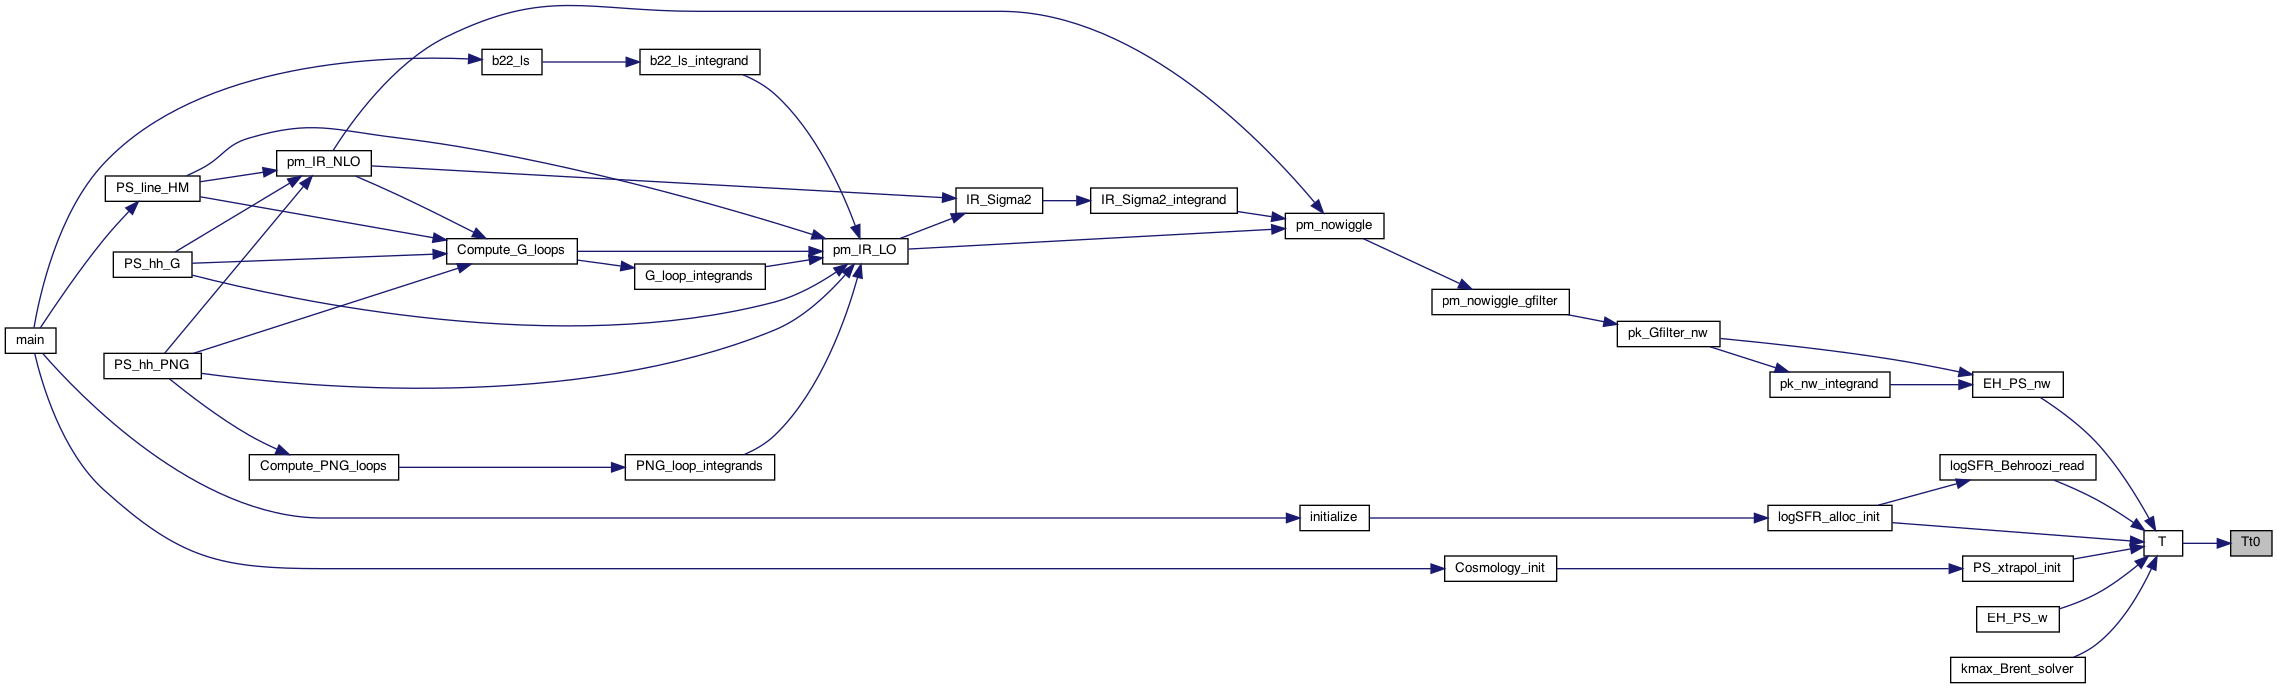 b22_ls
b22_ls_integrand
pm_IR_NLO
PS_line_HM
IR_Sigma2
IR_Sigma2_integrand
pm_nowiggle
Compute_G_loops
pm_IR_LO
PS_hh_G
G_loop_integrands
pm_nowiggle_gfilter
main
pk_Gfilter_nw
PS_hh_PNG
pk_nw_integrand
EH_PS_nw
Compute_PNG_loops
PNG_loop_integrands
logSFR_Behroozi_read
initialize
logSFR_alloc_init
T
Tt0
Cosmology_init
PS_xtrapol_init
EH_PS_w
kmax_Brent_solver